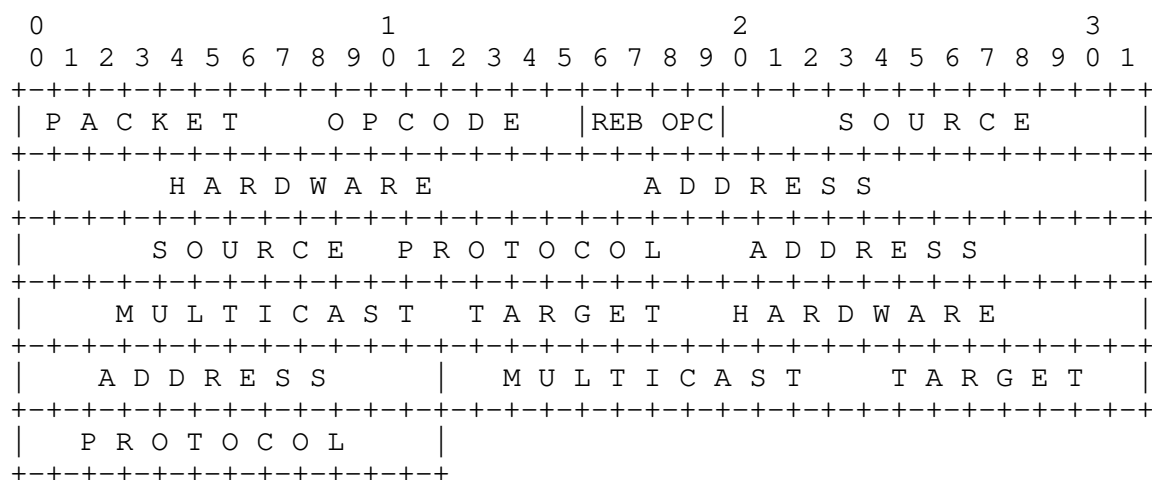 0                   1                   2                   3
 0 1 2 3 4 5 6 7 8 9 0 1 2 3 4 5 6 7 8 9 0 1 2 3 4 5 6 7 8 9 0 1
+-+-+-+-+-+-+-+-+-+-+-+-+-+-+-+-+-+-+-+-+-+-+-+-+-+-+-+-+-+-+-+-+
| P A C K E T     O P C O D E   |REB OPC|      S O U R C E      |
+-+-+-+-+-+-+-+-+-+-+-+-+-+-+-+-+-+-+-+-+-+-+-+-+-+-+-+-+-+-+-+-+
|        H A R D W A R E            A D D R E S S               |
+-+-+-+-+-+-+-+-+-+-+-+-+-+-+-+-+-+-+-+-+-+-+-+-+-+-+-+-+-+-+-+-+
|       S O U R C E   P R O T O C O L     A D D R E S S         |
+-+-+-+-+-+-+-+-+-+-+-+-+-+-+-+-+-+-+-+-+-+-+-+-+-+-+-+-+-+-+-+-+
|     M U L T I C A S T   T A R G E T    H A R D W A R E        |
+-+-+-+-+-+-+-+-+-+-+-+-+-+-+-+-+-+-+-+-+-+-+-+-+-+-+-+-+-+-+-+-+
|    A D D R E S S      |   M U L T I C A S T     T A R G E T   |
+-+-+-+-+-+-+-+-+-+-+-+-+-+-+-+-+-+-+-+-+-+-+-+-+-+-+-+-+-+-+-+-+
|   P R O T O C O L     |
+-+-+-+-+-+-+-+-+-+-+-+-+